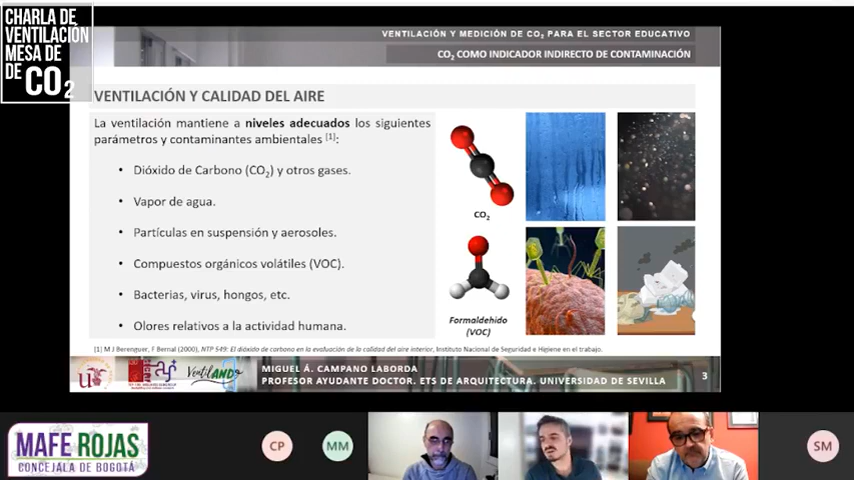 CHARLA DE
VENTILACIÓN
MESA DE
DE CO2
VENTILACIÓN Y MEDICIÓN DE CO2 PARA EL SECTOR EDUCATIVO
CO2 COMO INDICADOR INDIRECTO DE CONTAMINACIÓN
VENTILACIÓN Y CALIDAD DEL AIRE
La ventilación mantiene a niveles adecuados los siguientes
parámetros y contaminantes ambientales [1]:
• Dióxido de Carbono (CO2) y otros gases.
• Vapor de agua.
• Partículas en suspensión y aerosoles.
• Compuestos orgánicos volátiles (VOC).
• Bacterias, virus, hongos, etc.
• Olores relativos a la actividad humana.
CO2
Formaldehido
(VOC)
[1] M J Berenguer, F Bernal (2000), NTP 549: El dióxido de carbono en la evaluación de la calidad del aire interior, Instituto Nacional de Seguridad e Higiene en el trabajo.
VentilANDO
MIGUEL Á. CAMPANO LABORDA
PROFESOR AYUDANTE DOCTOR. ETS DE ARQUITECTURA. UNIVERSIDAD DE SEVILLA
3
MAFE ROJAS
CONCEJALA DE BOGOTÁ
CP
MM
SM